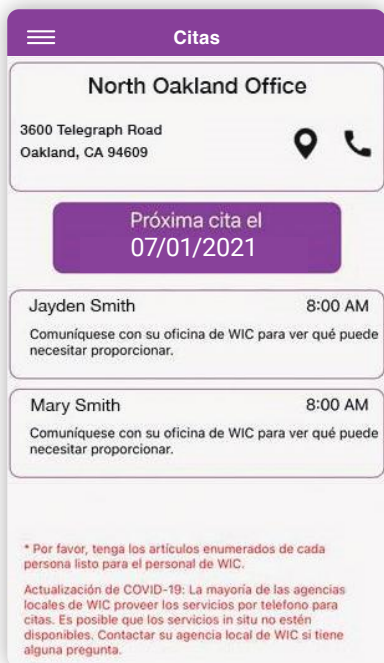 Citas
North Oakland Office
3600 Telegraph Road
Oakland, CA 94609
Próxima cita el
07/01/2021
Jayden Smith 8:00 AM
Comuníquese con su oficina de WIC para ver qué puede
necesitar proporcionar.
Mary Smith 8:00 AM
Comuníquese con su oficina de WIC para ver qué puede
necesitar proporcionar.
* Por favor, tenga los artículos enumerados de cada
persona listo para el personal de WIC.
Actualización de COVID-19: La mayoría de las agencias
locales de WIC proveer los servicios por telefono para
citas. Es posible que los servicios in situ no estén
disponibles. Contactar su agencia local de WIC si tiene
alguna pregunta.